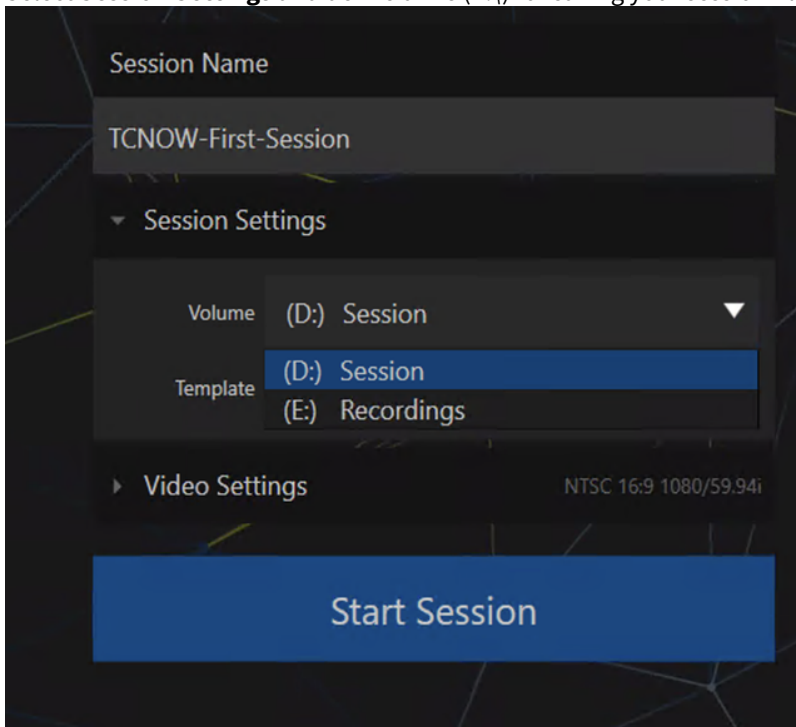 Session Name
TCNOW-First-Session
Session Settings
Volume (D:) Session
(D:) Session
Template
(E:) Recordings
Video Settings NTSC 16:9 1080/59.94i
Start Session